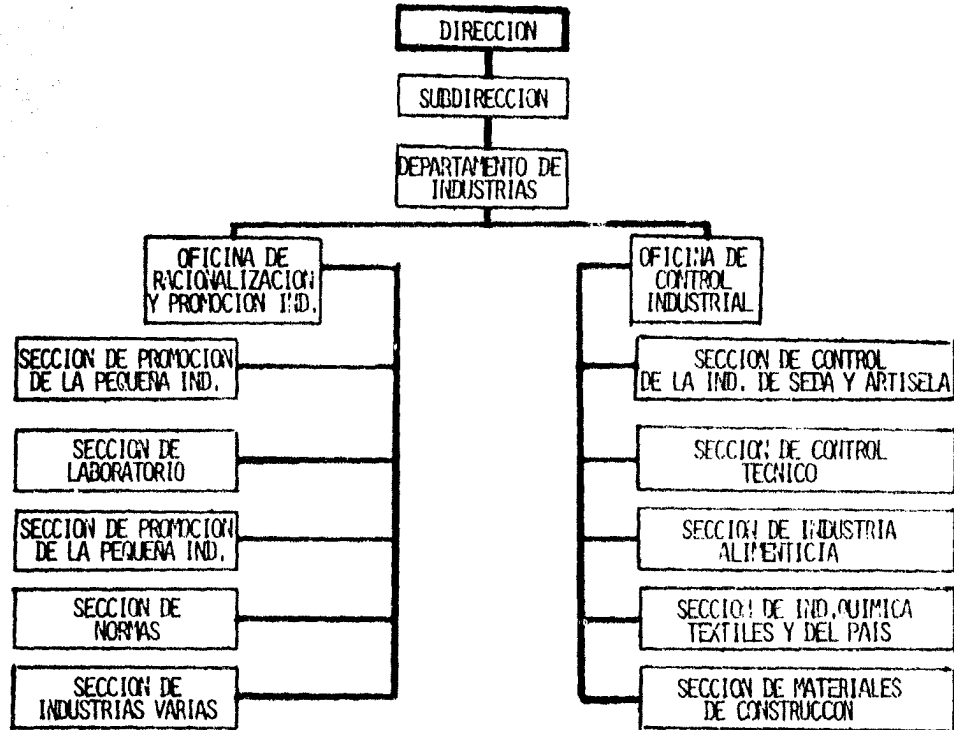 DIRECCION
SUBDIRECCION
DEPARTAMENTO DE
INDUSTRIAS
OFICINA DE
RACIONALIZACION
Y PROMOCION IND.
SECCION DE PROMOCION
DE LA PEQUEÑA IND.
SECCION DE
LABORATORIO
SECCION DE PROMOCION
DE LA PEQUEÑA IND.
SECCION DE
NORMAS
SECCION DE
INDUSTRIAS VARIAS
OFICINA DE
CONTROL
INDUSTRIAL
SECCION DE CONTROL
DE LA IND. DE SEDA Y ARTISELA
SECCION DE CONTROL
TECNICO
SECCION DE INDUSTRIA
ALIMENTICIA
SECCION DE IND.QUIMICA
TEXTILES Y DEL PAIS
SECCION DE MATERIALES
DE CONSTRUCCON